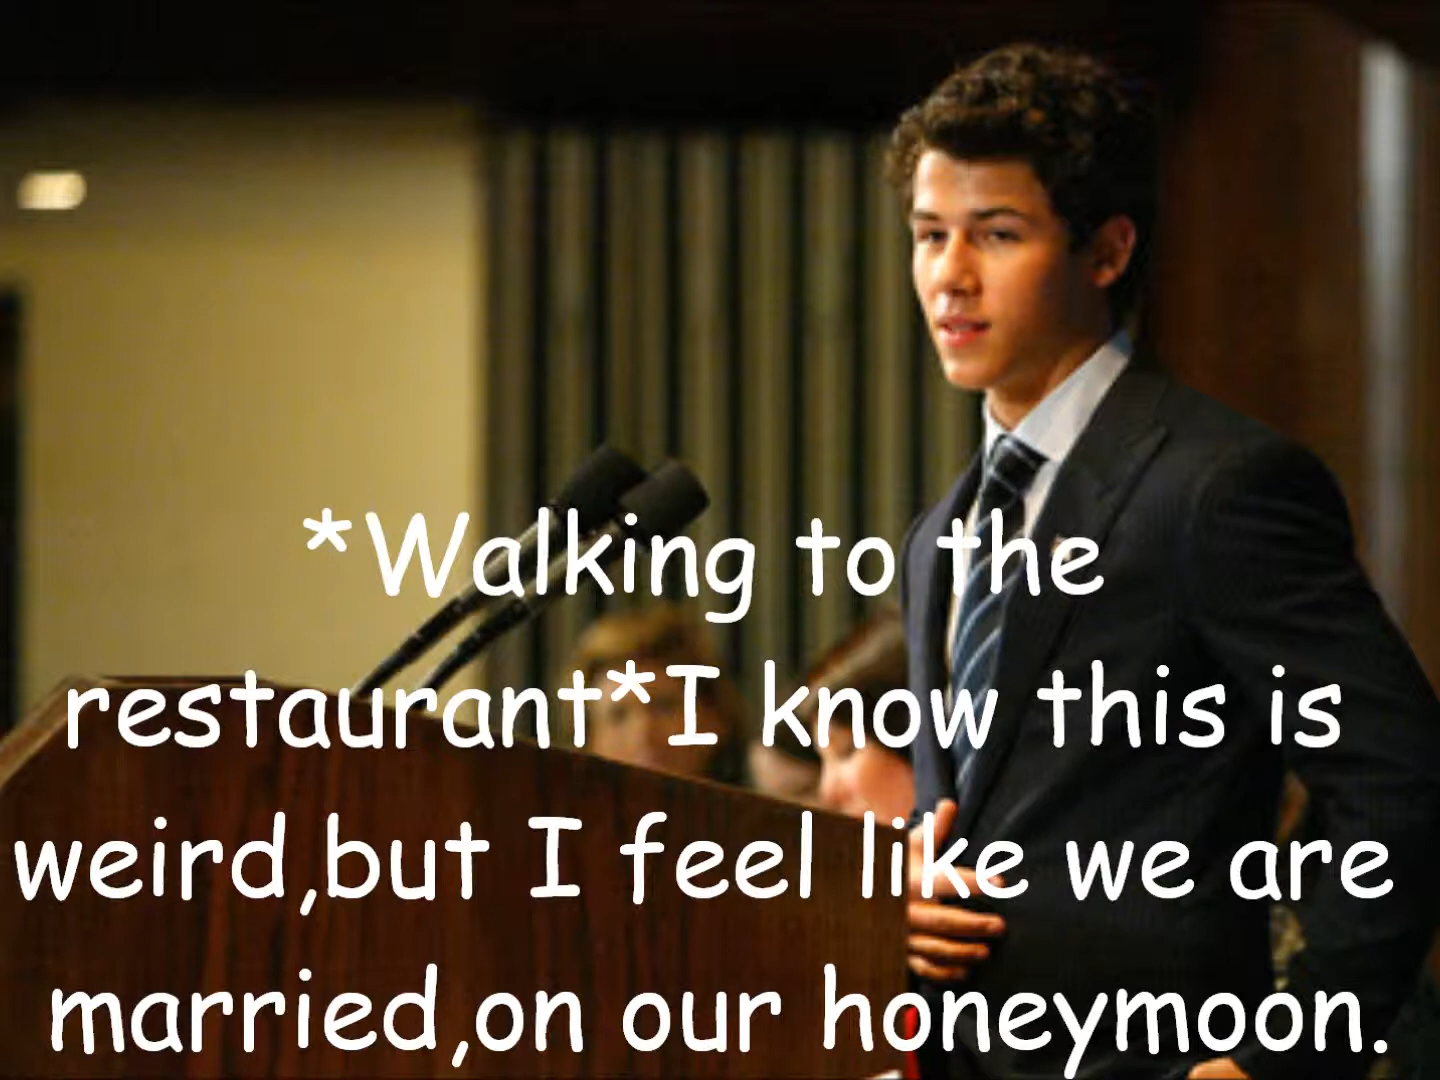 *Walking to the
restaurant*I know this is
weird,but I feel like we are
married,on our honeymoon.